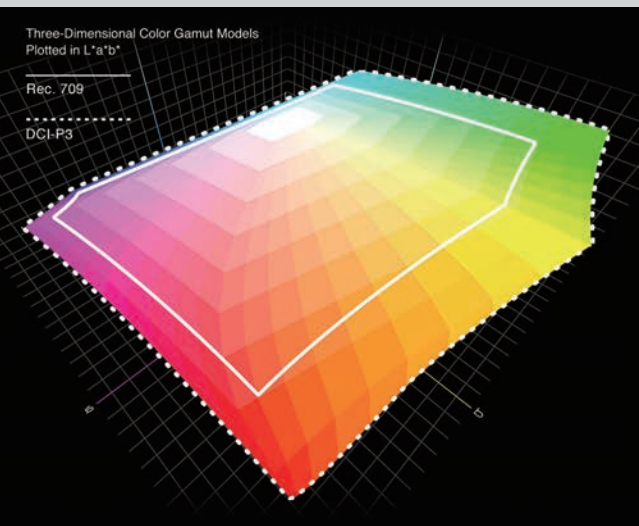 Three-Dimensional Color Gamut Models
Plotted in L*a*b*
Rec. 709
DCI-P3